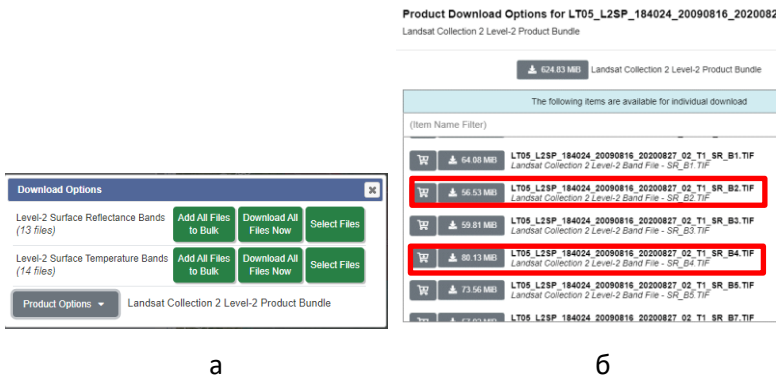 Product Download Options for LT05_L2SP_184024_20090816_2020082
Landsat Collection 2 Level-2 Product Bundle
624.83 MiB Landsat Collection 2 Level-2 Product Bundle
The following items are available for individual download
(Item Name Filter)
64.08 MiB LT05_L2SP_184024_20090816_20200827_02_T1_SR_B1.TIF
Landsat Collection 2 Level-2 Band File - SR_B1.TIF
56.53 MiB LT05_L2SP_184024_20090816_20200827_02_T1_SR_B2.TIF
Landsat Collection 2 Level-2 Band File - SR_B2.TIF
59.81 MiB LT05_L2SP_184024_20090816_20200827_02_T1_SR_B3.TIF
Landsat Collection 2 Level-2 Band File - SR_B3.TIF
80.13 MiB LT05_L2SP_184024_20090816_20200827_02_T1_SR_B4.TIF
Landsat Collection 2 Level-2 Band File - SR_B4.TIF
73.56 MiB LT05_L2SP_184024_20090816_20200827_02_T1_SR_B5.TIF
Landsat Collection 2 Level-2 Band File - SR_B5.TIF
LT05_L2SP_184024_20090816_20200827_02_T1_SR_B7.TIF
Download Options
Level-2 Surface Reflectance Bands
(13 files)
Add All Files
to Bulk
Download All
Files Now
Select Files
Level-2 Surface Temperature Bands
(14 files)
Add All Files
to Bulk
Download All
Files Now
Select Files
Product Options
Landsat Collection 2 Level-2 Product Bundle
а
б